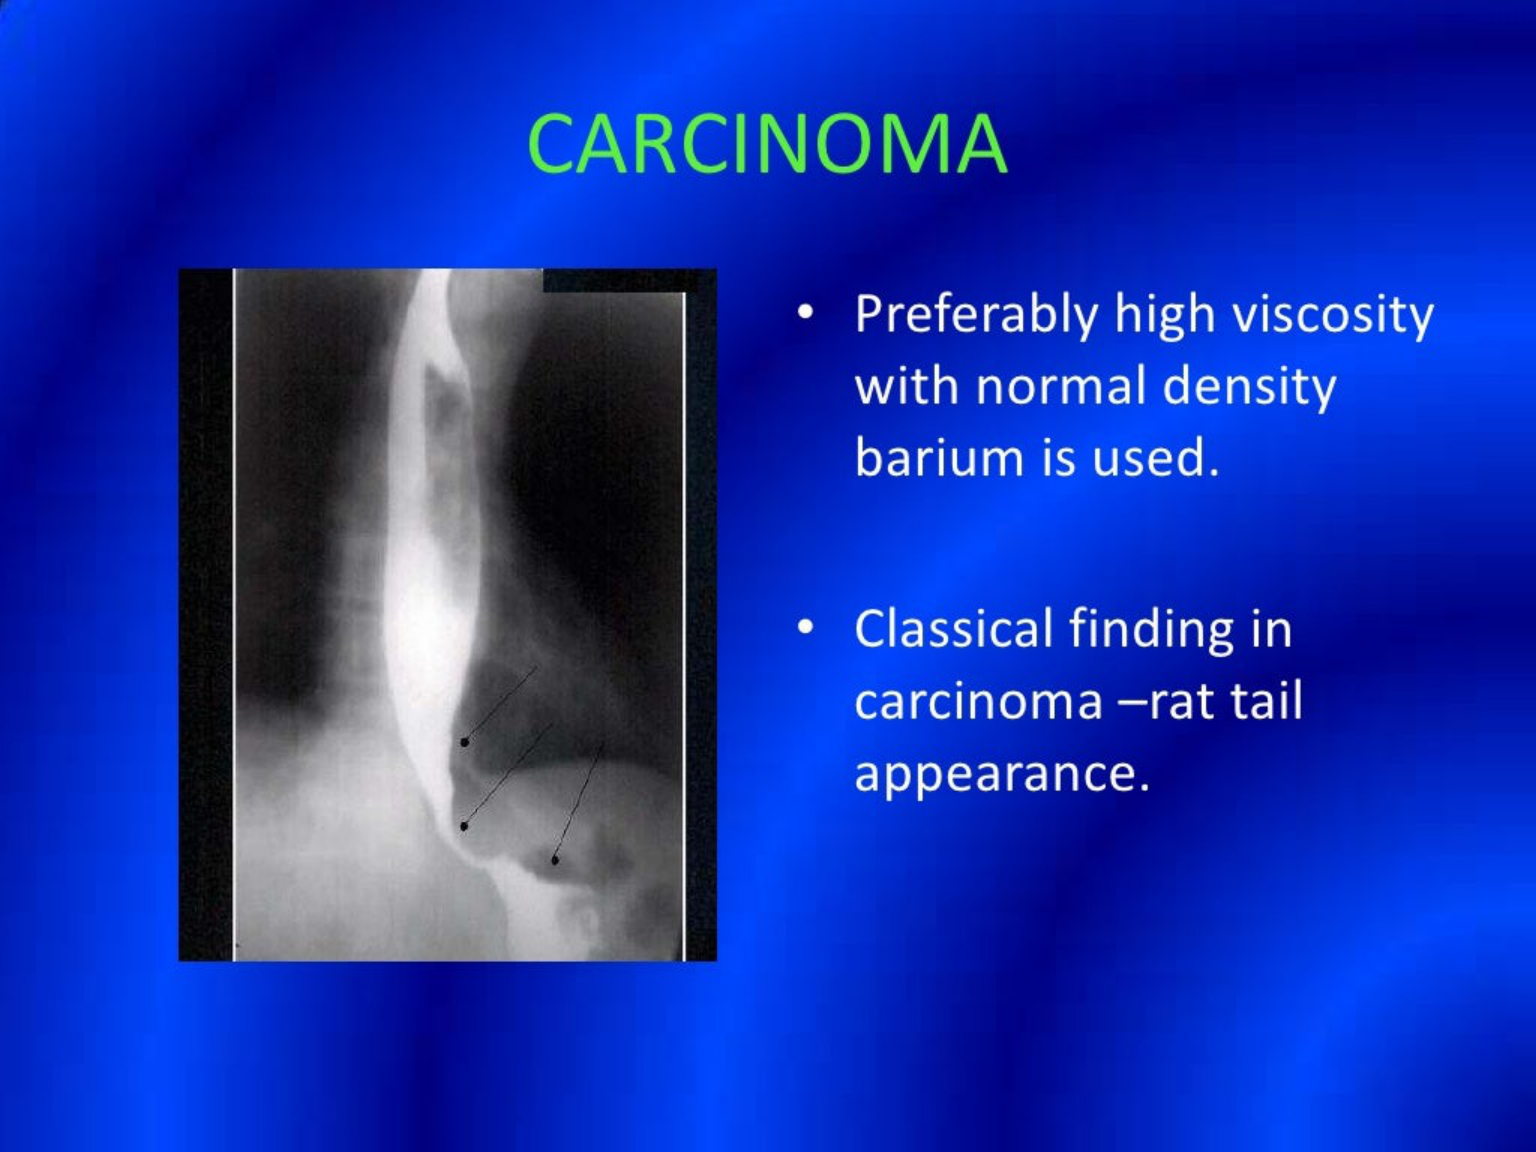 CARCINOMA
• Preferably high viscosity
with normal density
barium is used.
• Classical finding in
carcinoma –rat tail
appearance.